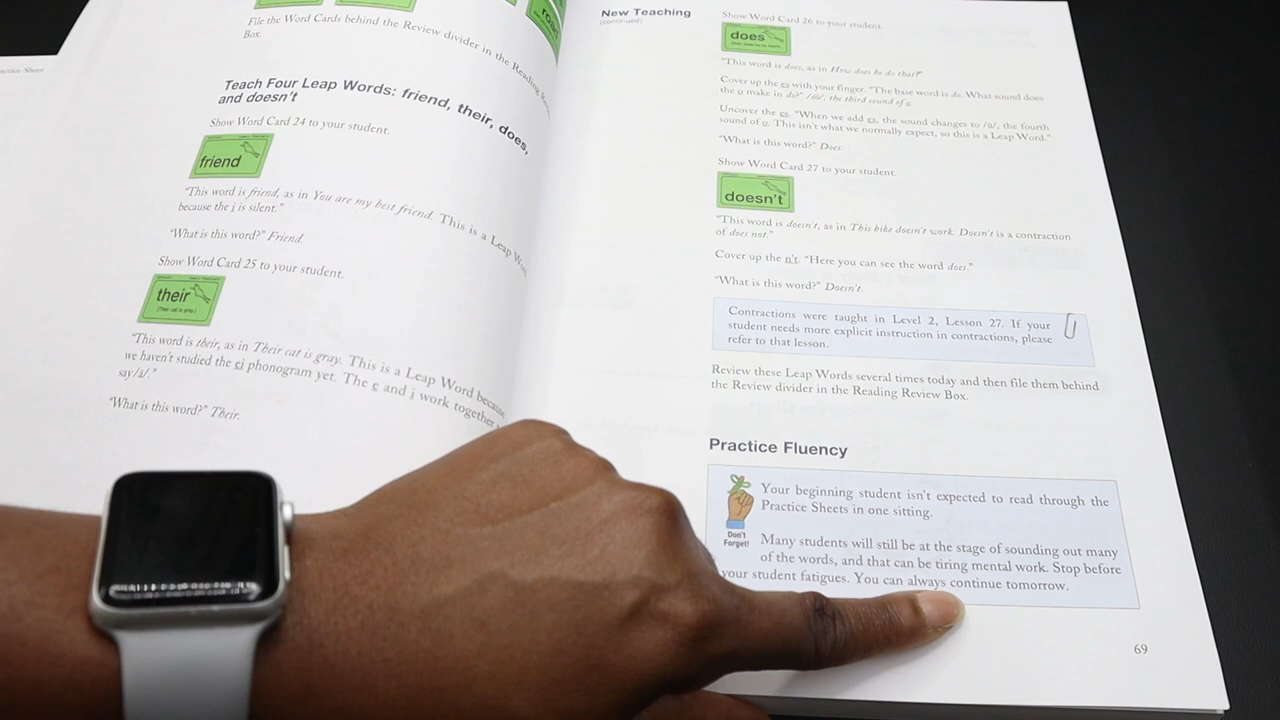 ractice Sheet
roar
File the Word Cards behind the Review divider in the Reading
Box.
Teach Four Leap Words: friend, their, does,
and doesn't
Show Word Card 24 to your student.
friend
"This word is friend, as in You are my best friend. This is a Leap Word
because the i is silent."
"What is this word?" Friend.
Show Word Card 25 to your student.
their
(Their cat is gray.)
"This word is their, as in Their cat is gray. This is a Leap Word because
we haven't studied the ei phonogram yet. The e and i work together
say/ā/."
"What is this word?" Their.
New Teaching
(continued)
Show Word Card 26 to your student.
does
"This word is does, as in How does he do that?"
Cover up the es with your finger. "The base word is do. What sound does
the o make in do?" /ōō/, the third sound of o.
Uncover the es. "When we add es, the sound changes to /ŭ/, the fourth
sound of o. This isn't what we normally expect, so this is a Leap Word."
"What is this word?" Does.
Show Word Card 27 to your student.
doesn't
"This word is doesn't, as in This bike doesn't work. Doesn't is a contraction
of does not."
Cover up the n't. "Here you can see the word does."
"What is this word?" Doesn't.
Contractions were taught in Level 2, Lesson 27. If your
student needs more explicit instruction in contractions, please
refer to that lesson.
Review these Leap Words several times today and then file them behind
the Review divider in the Reading Review Box.
Practice Fluency
Don't
Forget!
Your beginning student isn't expected to read through the
Practice Sheets in one sitting.
Many students will still be at the stage of sounding out many
of the words, and that can be tiring mental work. Stop before
your student fatigues. You can always continue tomorrow.
69